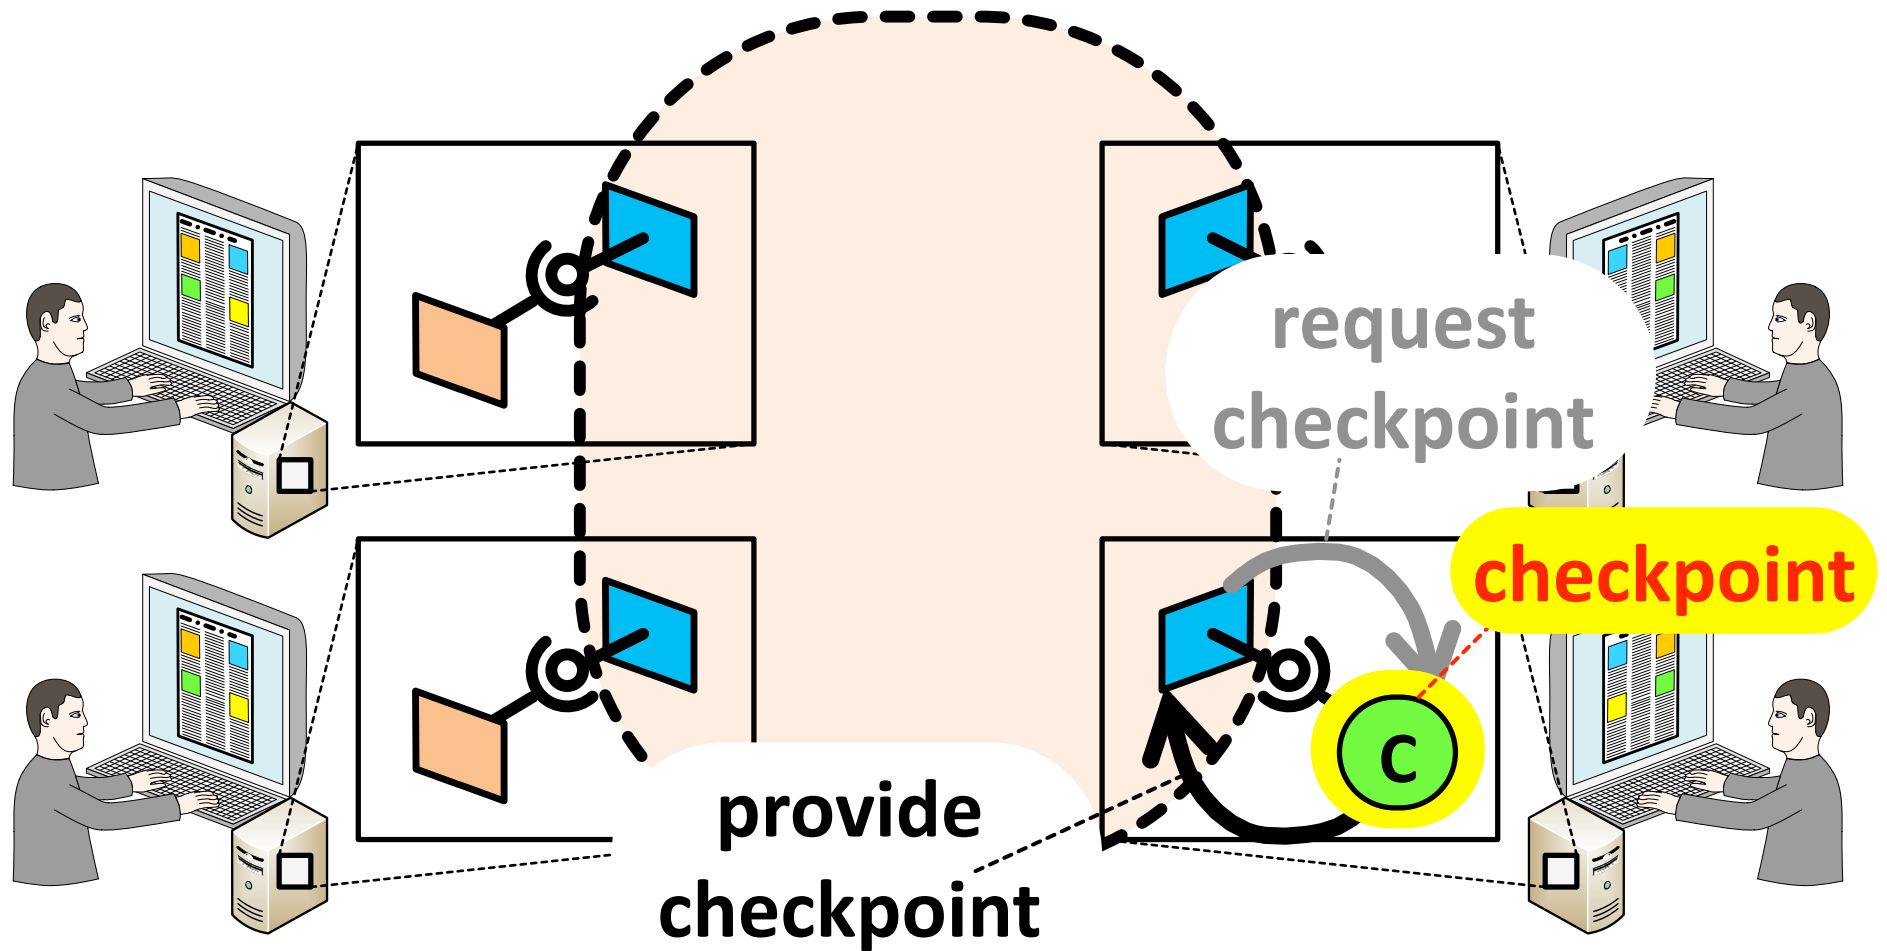 request
checkpoint
checkpoint
c
provide
checkpoint